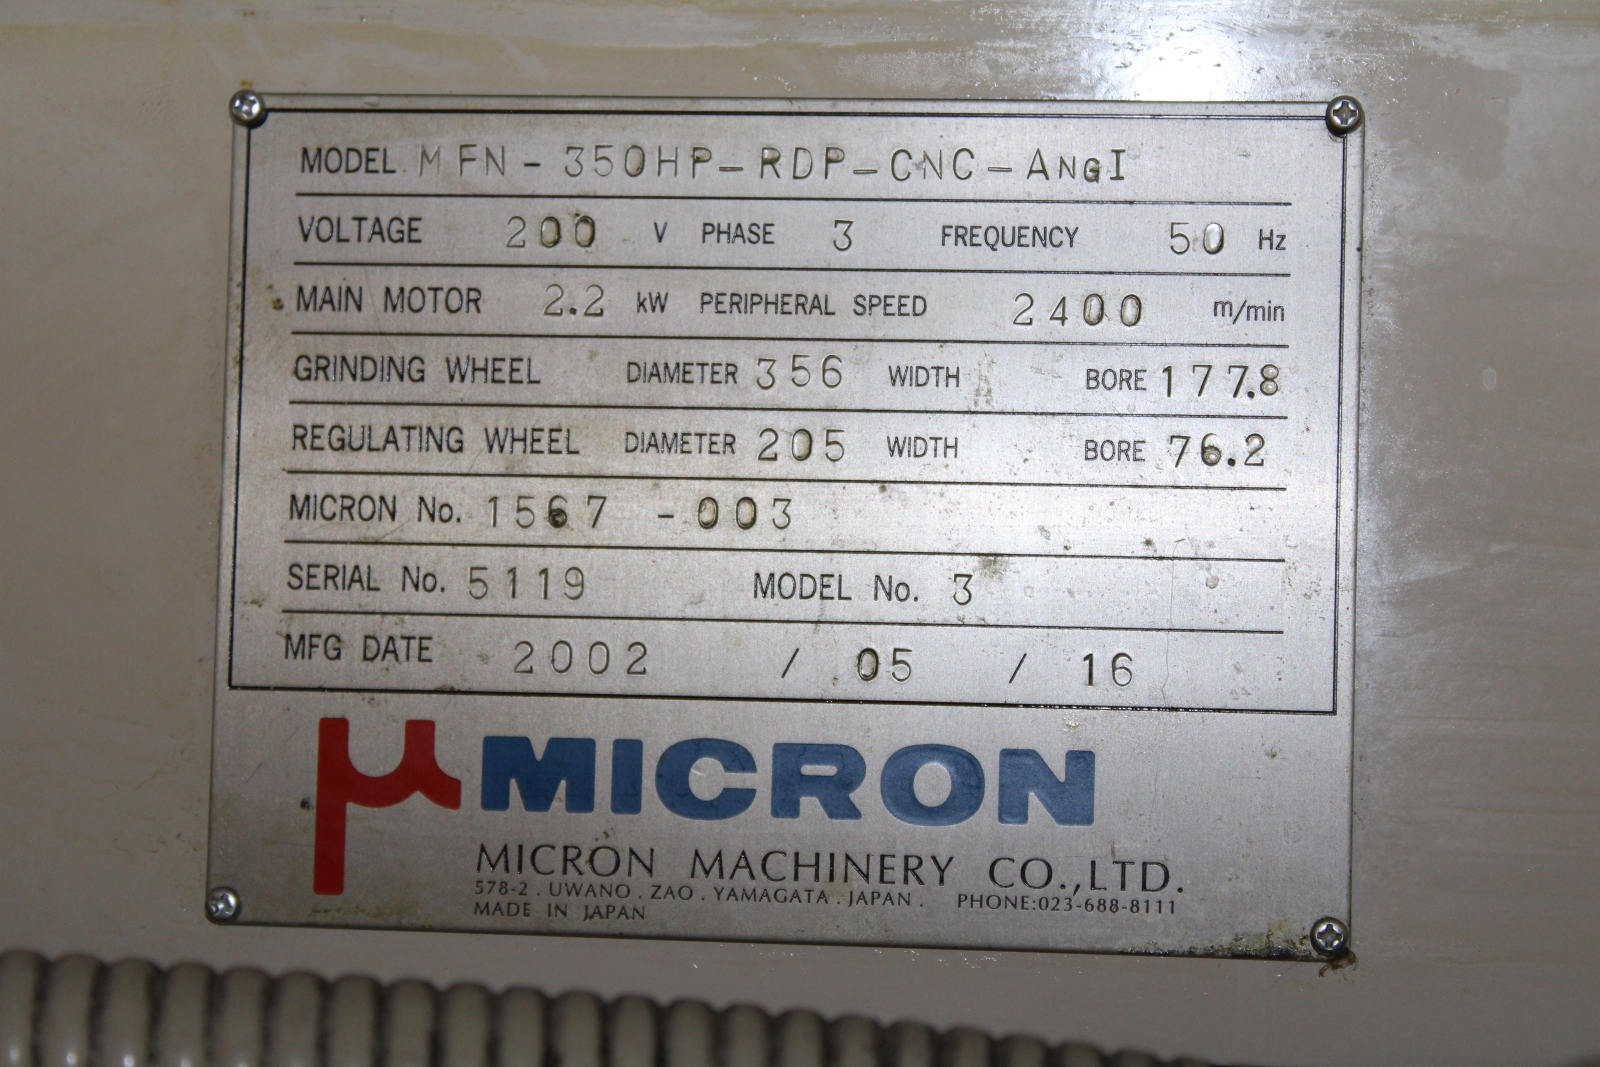 MODEL MFN-350HP-RDP-CNC-ANGI
VOLTAGE 200 V PHASE 3 FREQUENCY 50 Hz
MAIN MOTOR 2.2 kW PERIPHERAL SPEED 2400 m/min
GRINDING WHEEL DIAMETER 356 WIDTH BORE 177.8
REGULATING WHEEL DIAMETER 205 WIDTH BORE 76.2
MICRON No. 1567-003
SERIAL No. 5119 MODEL No. 3
MFG DATE 2002 / 05 / 16
μ MICRON
MICRON MACHINERY CO.,LTD.
578-2 . UWANO . ZAO . YAMAGATA . JAPAN . PHONE:023-688-8111
MADE IN JAPAN